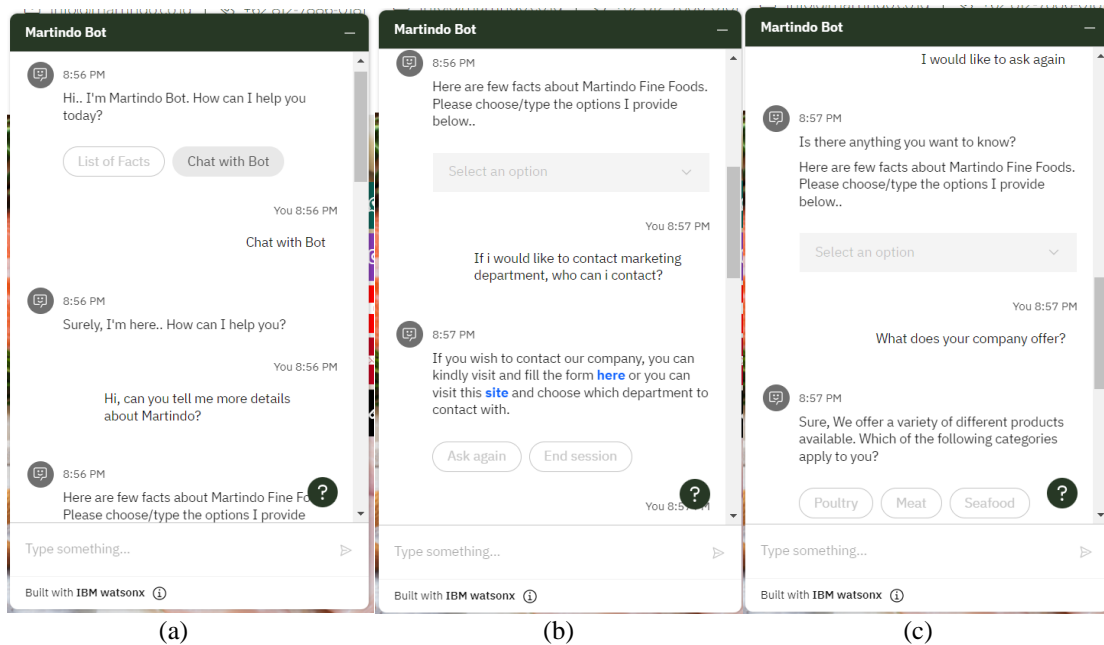 Martindo Bot
8:56 PM
Hi.. I'm Martindo Bot. How can I help you
today?
List of Facts
Chat with Bot
You 8:56 PM
Chat with Bot
8:56 PM
Surely, I'm here.. How can I help you?
You 8:56 PM
Hi, can you tell me more details
about Martindo?
8:56 PM
Here are few facts about Martindo Fine Fo
Please choose/type the options I provide
?
Type something...
Built with IBM watsonx
(a)
Martindo Bot
8:56 PM
Here are few facts about Martindo Fine Foods.
Please choose/type the options I provide
below..
Select an option
You 8:57 PM
If i would like to contact marketing
department, who can i contact?
8:57 PM
If you wish to contact our company, you can
kindly visit and fill the form here or you can
visit this site and choose which department to
contact with.
Ask again
End session
You 8:57 PM
?
Type something...
Built with IBM watsonx
(b)
Martindo Bot
I would like to ask again
8:57 PM
Is there anything you want to know?
Here are few facts about Martindo Fine Foods.
Please choose/type the options I provide
below..
Select an option
You 8:57 PM
What does your company offer?
8:57 PM
Sure, We offer a variety of different products
available. Which of the following categories
apply to you?
Poultry
Meat
Seafood
?
Type something...
Built with IBM watsonx
(c)